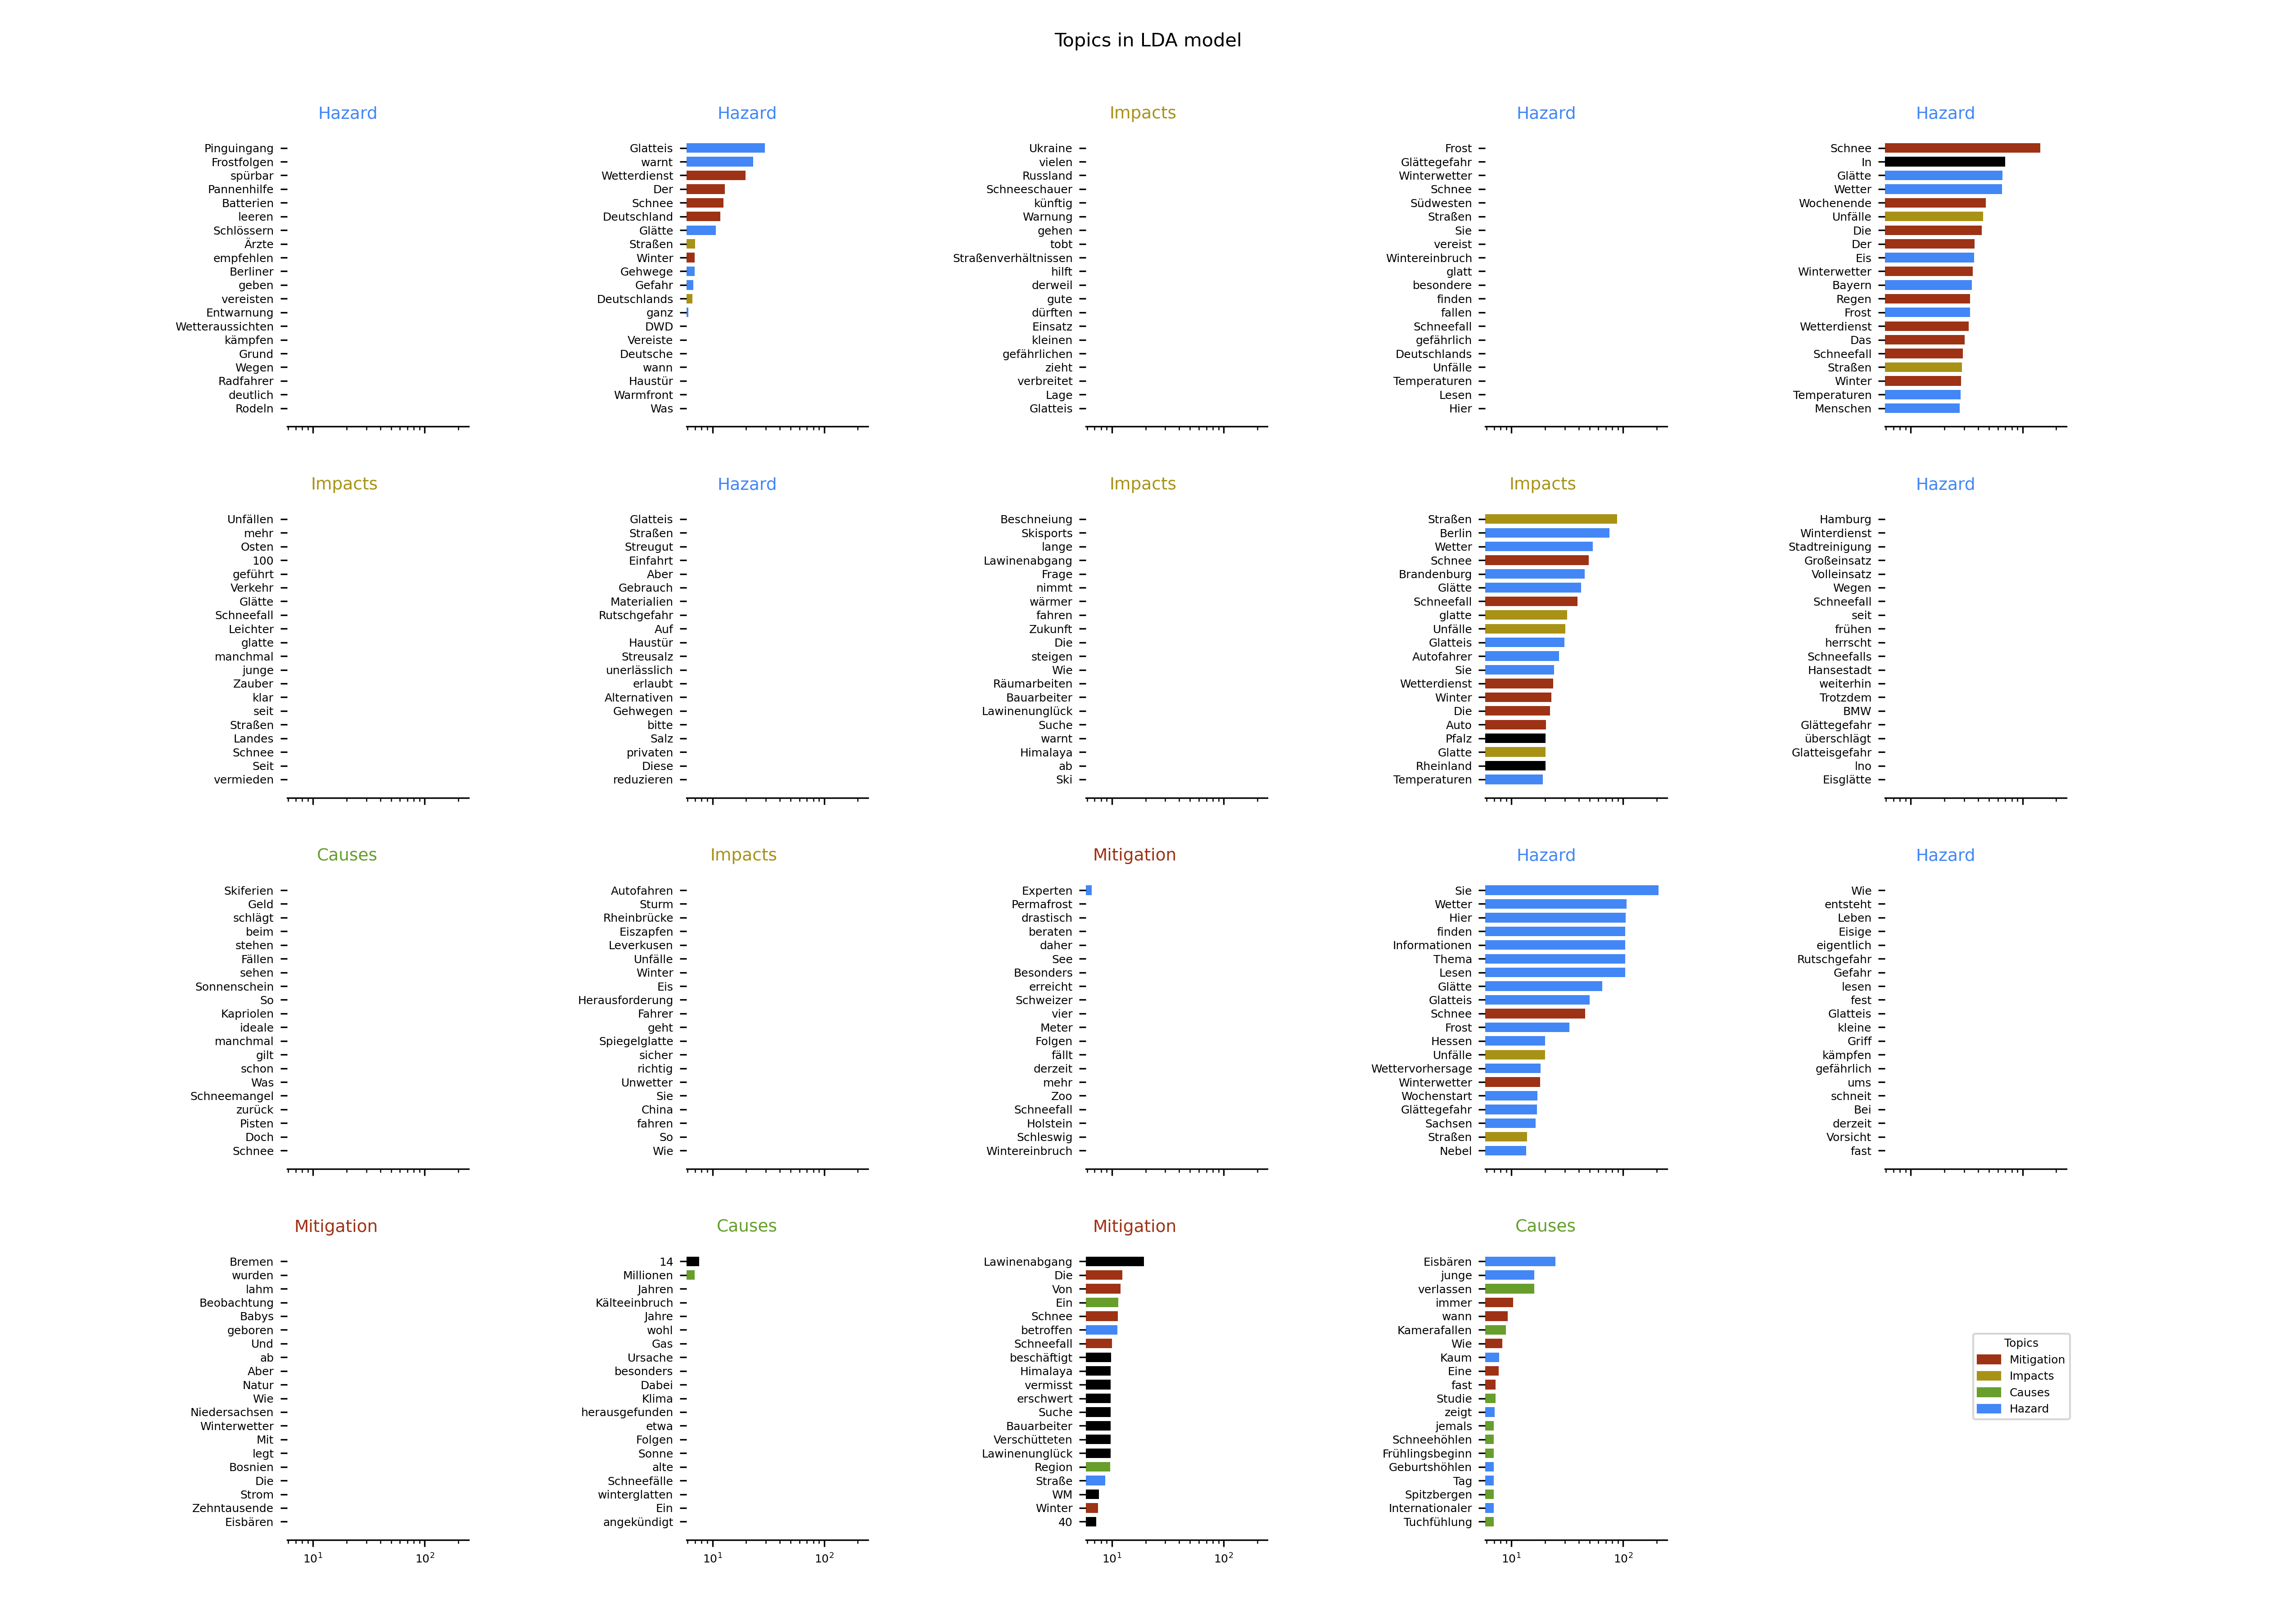 Topics in LDA model
Hazard
Pinguingang
Frostfolgen
spürbar
Pannenhilfe
Batterien
leeren
Schlössern
Ärzte
empfehlen
Berliner
geben
vereisten
Entwarnung
Wetteraussichten
kämpfen
Grund
Wegen
Radfahrer
deutlich
Rodeln
Hazard
Glatteis
warnt
Wetterdienst
Der
Schnee
Deutschland
Glätte
Straßen
Winter
Gehwege
Gefahr
Deutschlands
ganz
DWD
Vereiste
Deutsche
wann
Haustür
Warmfront
Was
Impacts
Ukraine
vielen
Russland
Schneeschauer
künftig
Warnung
gehen
tobt
Straßenverhältnissen
hilft
derweil
gute
dürften
Einsatz
kleinen
gefährlichen
zieht
verbreitet
Lage
Glatteis
Hazard
Frost
Glättegefahr
Winterwetter
Schnee
Südwesten
Straßen
Sie
vereist
Wintereinbruch
glatt
besondere
finden
fallen
Schneefall
gefährlich
Deutschlands
Unfälle
Temperaturen
Lesen
Hier
Hazard
Schnee
In
Glätte
Wetter
Wochenende
Unfälle
Die
Der
Eis
Winterwetter
Bayern
Regen
Frost
Wetterdienst
Das
Schneefall
Straßen
Winter
Temperaturen
Menschen
Impacts
Unfällen
mehr
Osten
100
geführt
Verkehr
Glätte
Schneefall
Leichter
glatte
manchmal
junge
Zauber
klar
seit
Straßen
Landes
Schnee
Seit
vermieden
Hazard
Glatteis
Straßen
Streugut
Einfahrt
Aber
Gebrauch
Materialien
Rutschgefahr
Auf
Haustür
Streusalz
unerlässlich
erlaubt
Alternativen
Gehwegen
bitte
Salz
privaten
Diese
reduzieren
Impacts
Beschneiung
Skisports
lange
Lawinenabgang
Frage
nimmt
wärmer
fahren
Zukunft
Die
steigen
Wie
Räumarbeiten
Bauarbeiter
Lawinenunglück
Suche
warnt
Himalaya
ab
Ski
Impacts
Straßen
Berlin
Wetter
Schnee
Brandenburg
Glätte
Schneefall
glatte
Unfälle
Glatteis
Autofahrer
Sie
Wetterdienst
Winter
Die
Auto
Pfalz
Glatte
Rheinland
Temperaturen
Hazard
Hamburg
Winterdienst
Stadtreinigung
Großeinsatz
Volleinsatz
Wegen
Schneefall
seit
frühen
herrscht
Schneefalls
Hansestadt
weiterhin
Trotzdem
BMW
Glättegefahr
überschlägt
Glatteisgefahr
Ino
Eisglätte
Causes
Skiferien
Geld
schlägt
beim
stehen
Fällen
sehen
Sonnenschein
So
Kapriolen
ideale
manchmal
gilt
schon
Was
Schneemangel
zurück
Pisten
Doch
Schnee
Impacts
Autofahren
Sturm
Rheinbrücke
Eiszapfen
Leverkusen
Unfälle
Winter
Eis
Herausforderung
Fahrer
geht
Spiegelglatte
sicher
richtig
Unwetter
Sie
China
fahren
So
Wie
Mitigation
Experten
Permafrost
drastisch
beraten
daher
See
Besonders
erreicht
Schweizer
vier
Meter
Folgen
fällt
derzeit
mehr
Zoo
Schneefall
Holstein
Schleswig
Wintereinbruch
Hazard
Sie
Wetter
Hier
finden
Informationen
Thema
Lesen
Glätte
Glatteis
Schnee
Frost
Hessen
Unfälle
Wettervorhersage
Winterwetter
Wochenstart
Glättegefahr
Sachsen
Straßen
Nebel
Hazard
Wie
entsteht
Leben
Eisige
eigentlich
Rutschgefahr
Gefahr
lesen
fest
Glatteis
kleine
Griff
kämpfen
gefährlich
ums
schneit
Bei
derzeit
Vorsicht
fast
Mitigation
Bremen
wurden
lahm
Beobachtung
Babys
geboren
Und
ab
Aber
Natur
Wie
Niedersachsen
Winterwetter
Mit
legt
Bosnien
Die
Strom
Zehntausende
Eisbären
10¹ 10²
Causes
14
Millionen
Jahren
Kälteeinbruch
Jahre
wohl
Gas
Ursache
besonders
Dabei
Klima
herausgefunden
etwa
Folgen
Sonne
alte
Schneefälle
winterglatten
Ein
angekündigt
10¹ 10²
Mitigation
Lawinenabgang
Die
Von
Ein
Schnee
betroffen
Schneefall
beschäftigt
Himalaya
vermisst
erschwert
Suche
Bauarbeiter
Verschütteten
Lawinenunglück
Region
Straße
WM
Winter
40
10¹ 10²
Causes
Eisbären
junge
verlassen
immer
wann
Kamerafallen
Wie
Kaum
Eine
fast
Studie
zeigt
jemals
Schneehöhlen
Frühlingsbeginn
Geburtshöhlen
Tag
Spitzbergen
Internationaler
Tuchfühlung
10¹ 10²
Topics
Mitigation
Impacts
Causes
Hazard